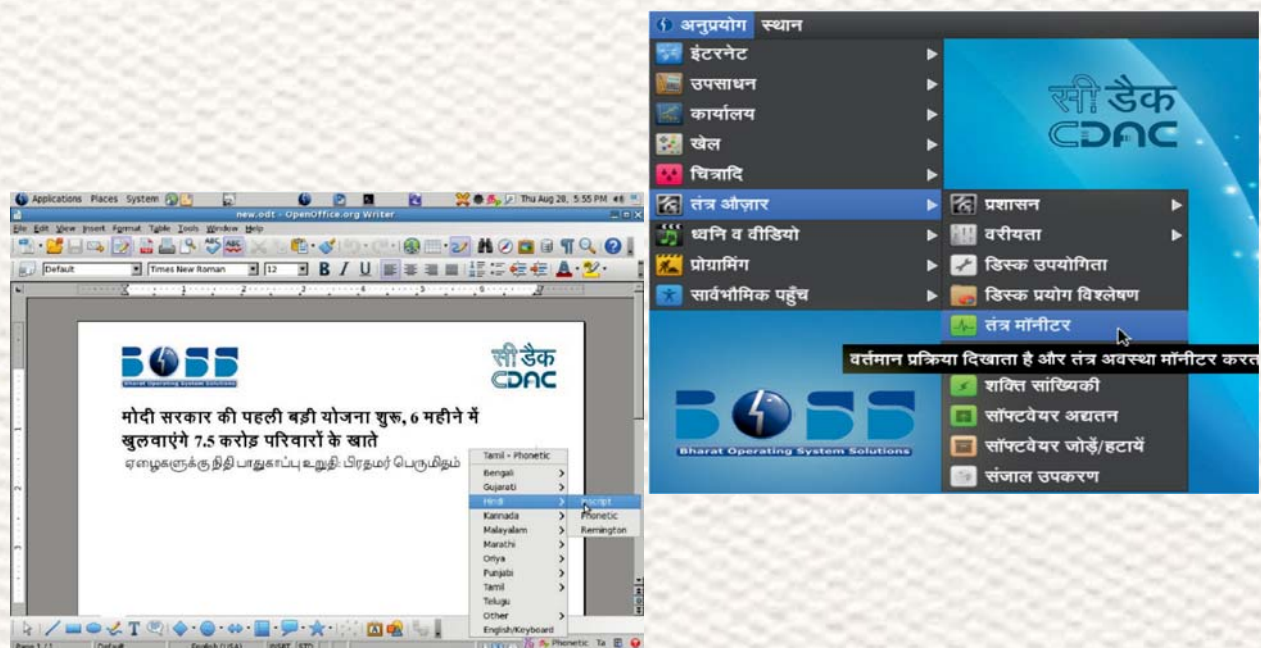 Applications Places System Thu Aug 28, 5:55 PM
new.odt - OpenOffice.org Writer
File Edit View Insert Format Table Tools Window Help
Default Times New Roman 12 B I U
BOSS
Bharat Operating System Solutions
सी डैक
CDAC
मोदी सरकार की पहली बड़ी योजना शुरू, 6 महीने में
खुलवाएंगे 7.5 करोड़ परिवारों के खाते
ஏழைகளுக்கு நிதி பாதுகாப்பு உறுதி: பிரதமர் பெருமிதம்
Tamil - Phonetic
Bengali
Gujarati
Hindi
Inscript
Kannada
Phonetic
Malayalam
Remington
Marathi
Oriya
Punjabi
Tamil
Telugu
Other
English/Keyboard
Page 1 / 1 Default English (USA) INSRT STD Phonetic Ta
अनुप्रयोग स्थान
इंटरनेट
उपसाधन
कार्यालय
खेल
चित्रादि
तंत्र औज़ार
ध्वनि व वीडियो
प्रोग्रामिंग
सार्वभौमिक पहुँच
सी डैक
CDAC
प्रशासन
वरीयता
डिस्क उपयोगिता
डिस्क प्रयोग विश्लेषण
तंत्र मॉनीटर
वर्तमान प्रक्रिया दिखाता है और तंत्र अवस्था मॉनीटर करत
शक्ति सांख्यिकी
सॉफ्टवेयर अद्यतन
सॉफ्टवेयर जोड़ें/हटायें
संजाल उपकरण
BOSS
Bharat Operating System Solutions